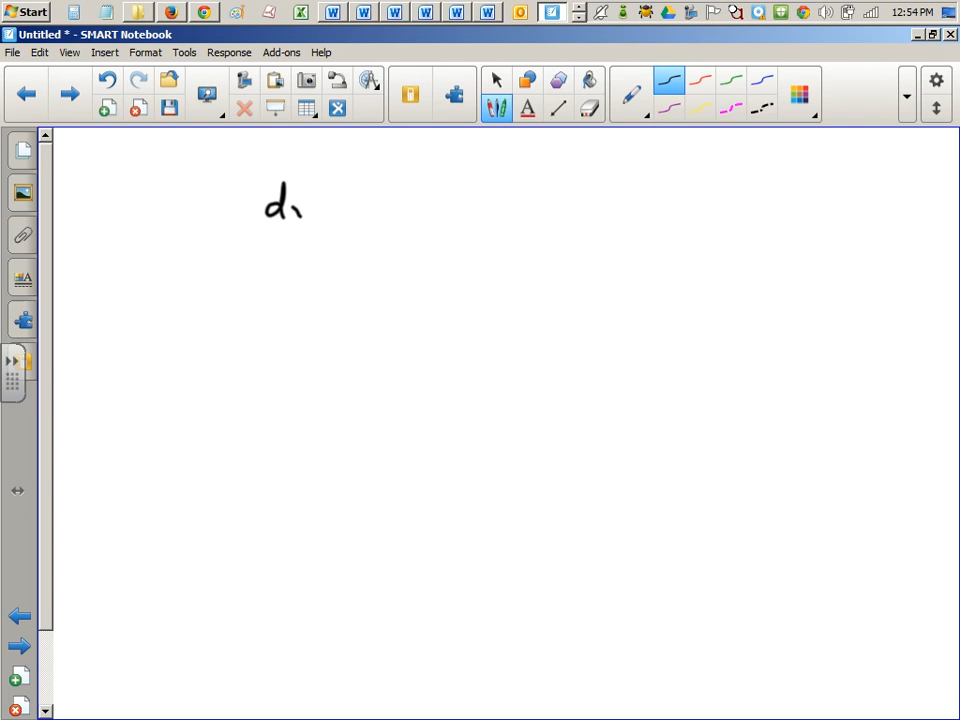 Start
12:54 PM
Untitled * - SMART Notebook
File Edit View Insert Format Tools Response Add-ons Help